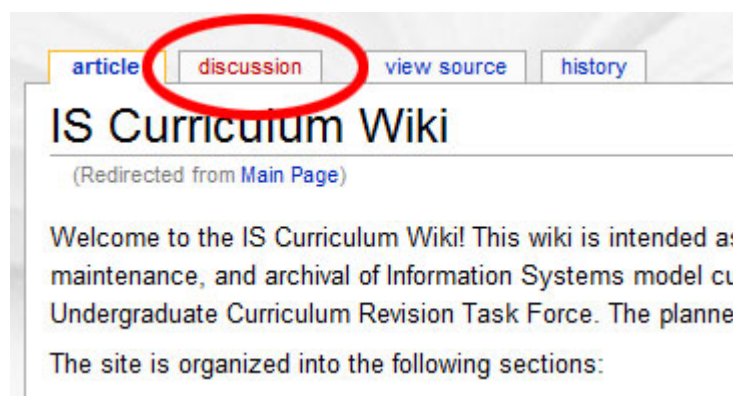 article discussion view source history
IS Curriculum Wiki
(Redirected from Main Page)
Welcome to the IS Curriculum Wiki! This wiki is intended as
maintenance, and archival of Information Systems model cu
Undergraduate Curriculum Revision Task Force. The planne
The site is organized into the following sections: